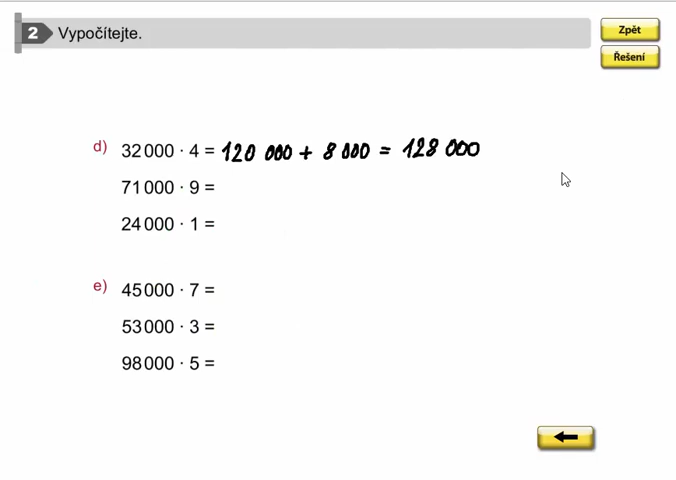 2 Vypočítejte.
Zpět
Řešení
d) 32 000 · 4 = 120 000 + 8 000 = 128 000
71 000 · 9 =
24 000 · 1 =
e) 45 000 · 7 =
53 000 · 3 =
98 000 · 5 =